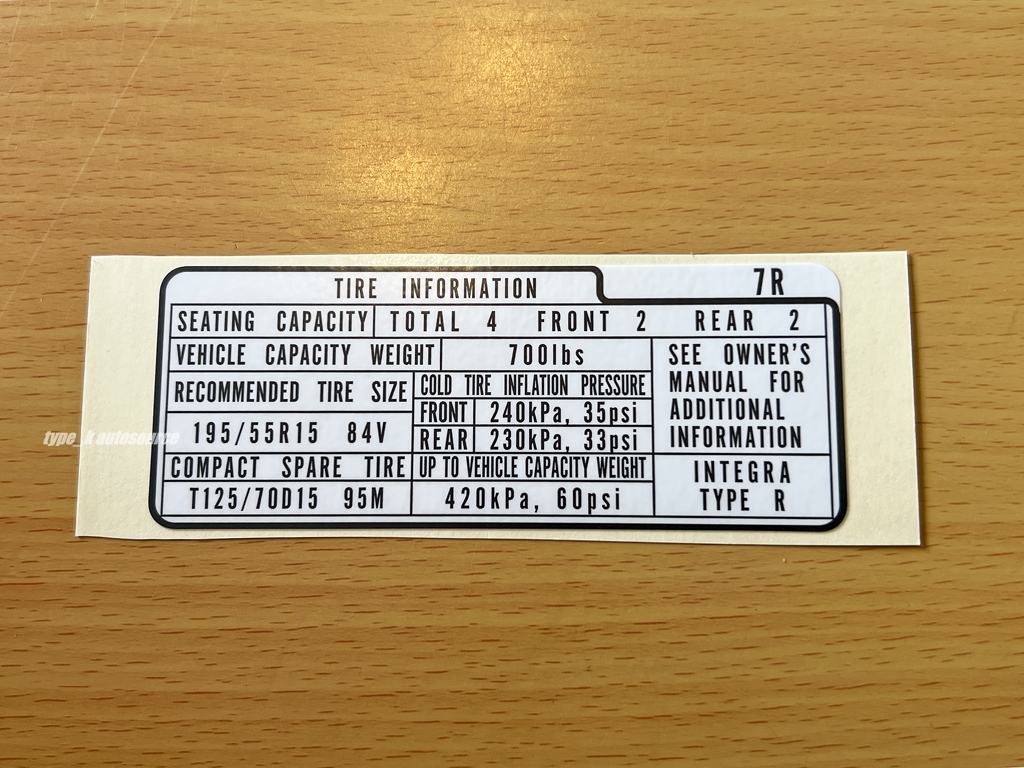 TIRE INFORMATION
7R
SEATING CAPACITY TOTAL 4 FRONT 2 REAR 2
VEHICLE CAPACITY WEIGHT 700lbs
RECOMMENDED TIRE SIZE
195/55R15 84V
COLD TIRE INFLATION PRESSURE
FRONT 240kPa, 35psi
REAR 230kPa, 33psi
COMPACT SPARE TIRE
T125/70D15 95M
UP TO VEHICLE CAPACITY WEIGHT
420kPa, 60psi
SEE OWNER'S
MANUAL FOR
ADDITIONAL
INFORMATION
INTEGRA
TYPE R
type_k autosource